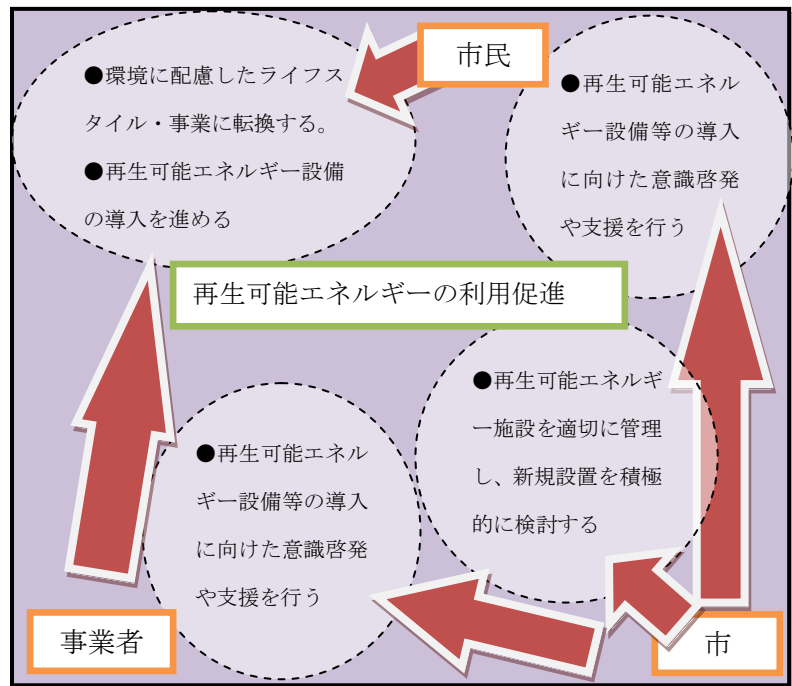 市民
●環境に配慮したライフス
タイル・事業に転換する。
●再生可能エネルギー設備
の導入を進める
●再生可能エネル
ギー設備等の導入
に向けた意識啓発
や支援を行う
再生可能エネルギーの利用促進
●再生可能エネルギ
ー施設を適切に管理
し、新規設置を積極
的に検討する
●再生可能エネル
ギー設備等の導入
に向けた意識啓発
や支援を行う
事業者
市